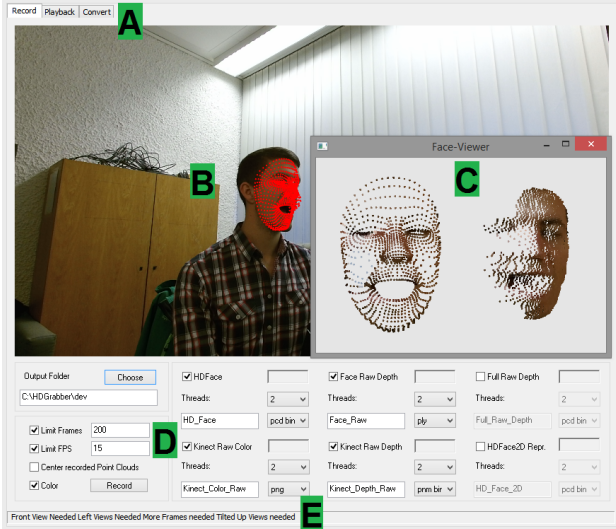 Record Playback Convert
A
Face-Viewer
B
C
Output Folder Choose
C:\HDGrabber\dev
Limit Frames 200
Limit FPS 15
D
Center recorded Point Clouds
Color Record
HDFace
Threads: 2
HD_Face pcd bin
Face Raw Depth
Threads: 2
Face_Raw ply
Full Raw Depth
Threads: 2
Full_Raw_Depth pcd bin
Kinect Raw Color
Threads: 2
Kinect_Color_Raw png
Kinect Raw Depth
Threads: 2
Kinect_Depth_Raw pnm bir
HDFace2D Repr.
Threads: 2
HD_Face_2D pcd bin
Front View Needed Left Views Needed More Frames needed Tilted Up Views needed
E